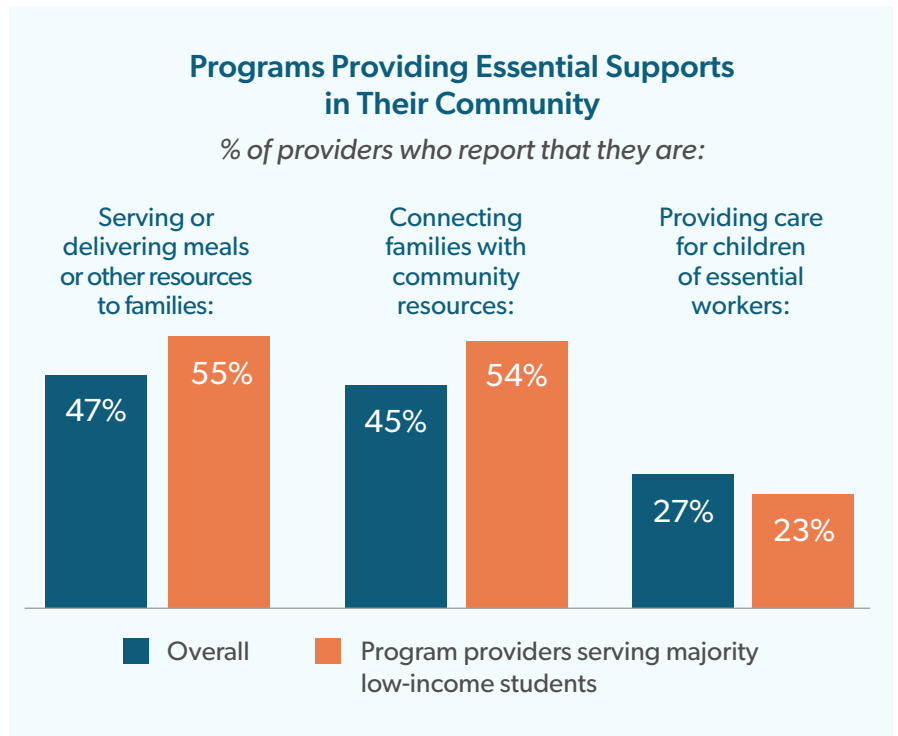 Programs Providing Essential Supports
in Their Community
% of providers who report that they are:
Serving or
delivering meals
or other resources
to families:
Connecting
families with
community
resources:
Providing care
for children
of essential
workers:
47%
55%
45%
54%
27%
23%
Overall
Program providers serving majority
low-income students